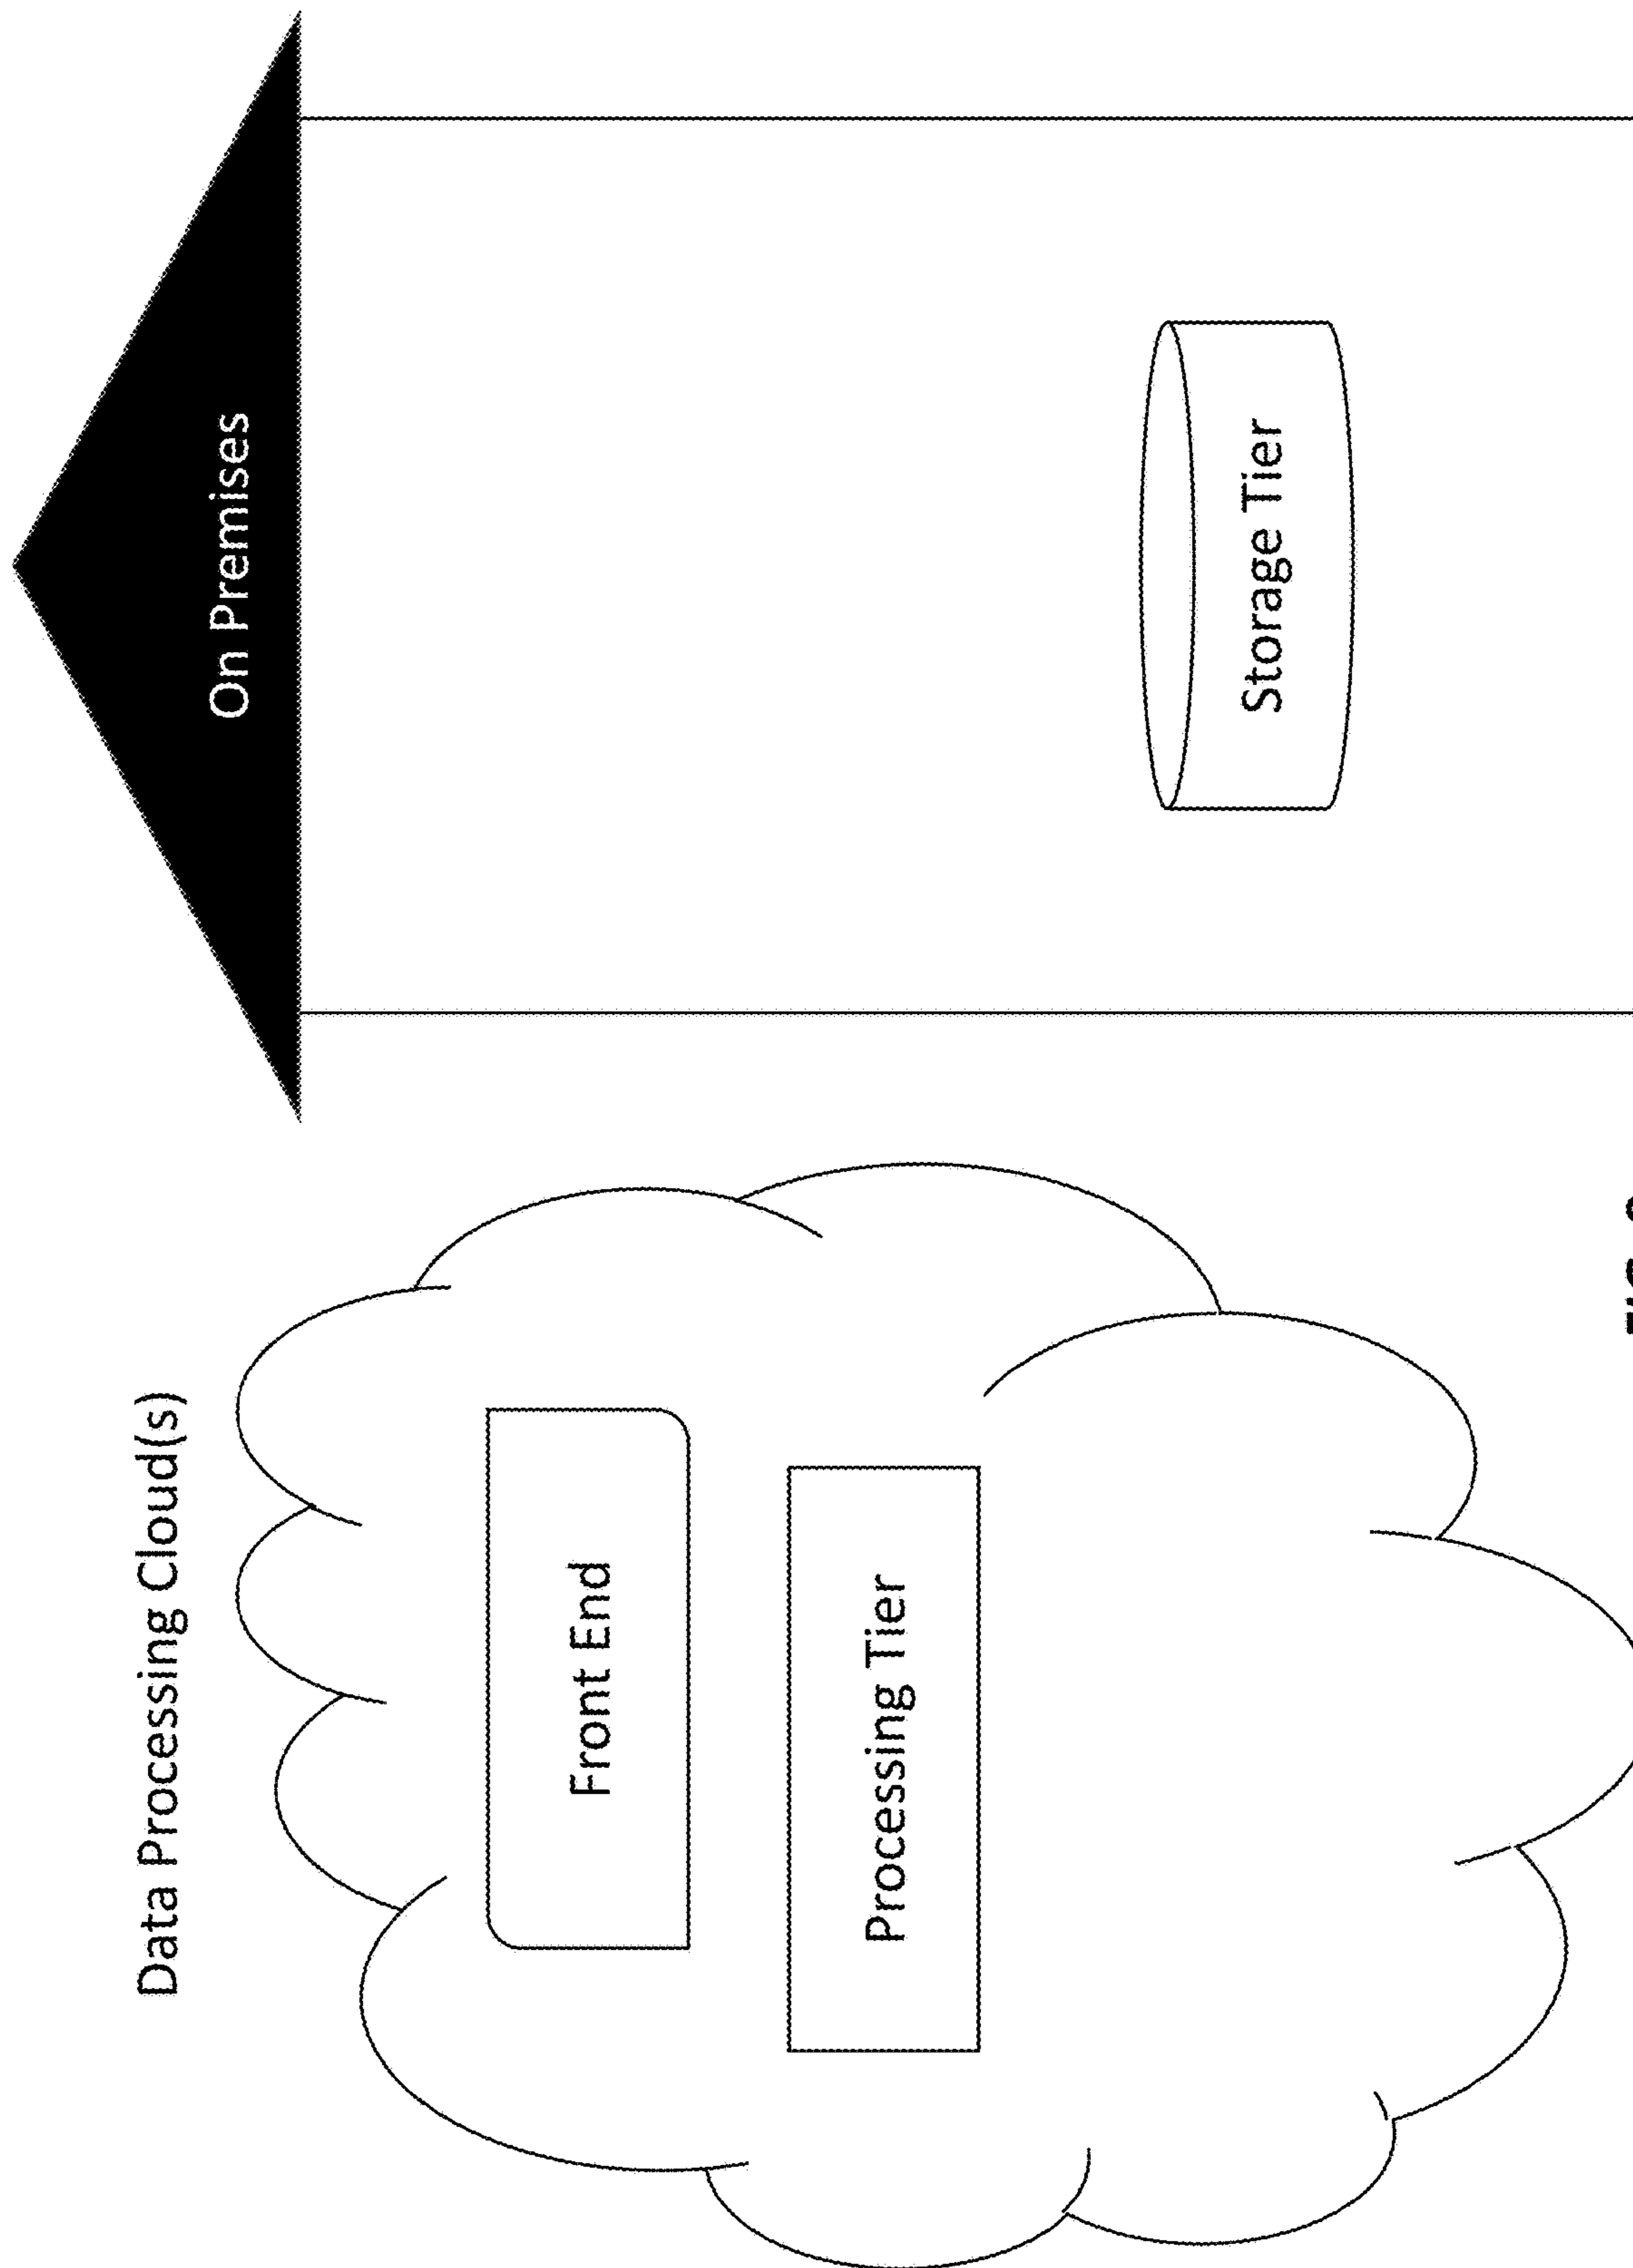 Data Processing Cloud(s)
On Premises
Front End
Processing Tier
Storage Tier